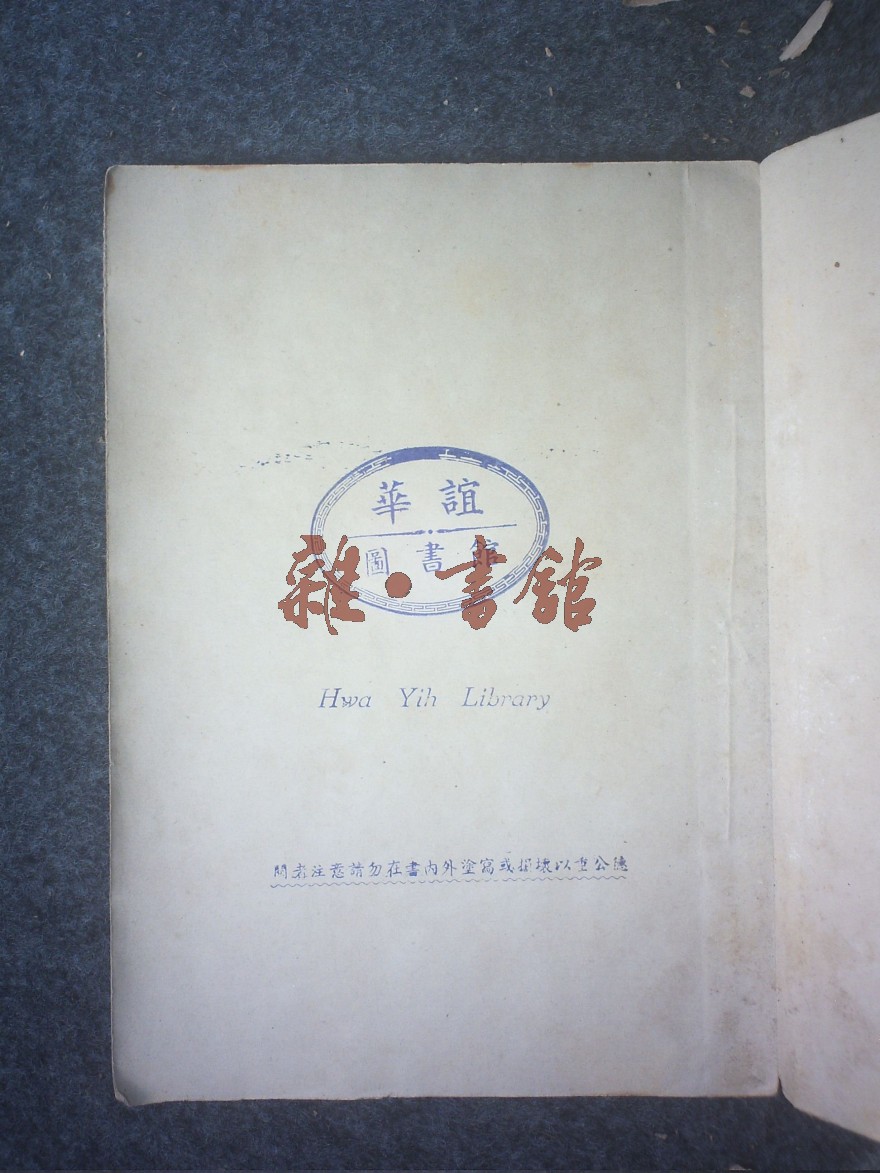 華誼
圖書館
雜·書館
Hwa Yih Library
閱者注意請勿在書內外塗寫或損壞以重公德